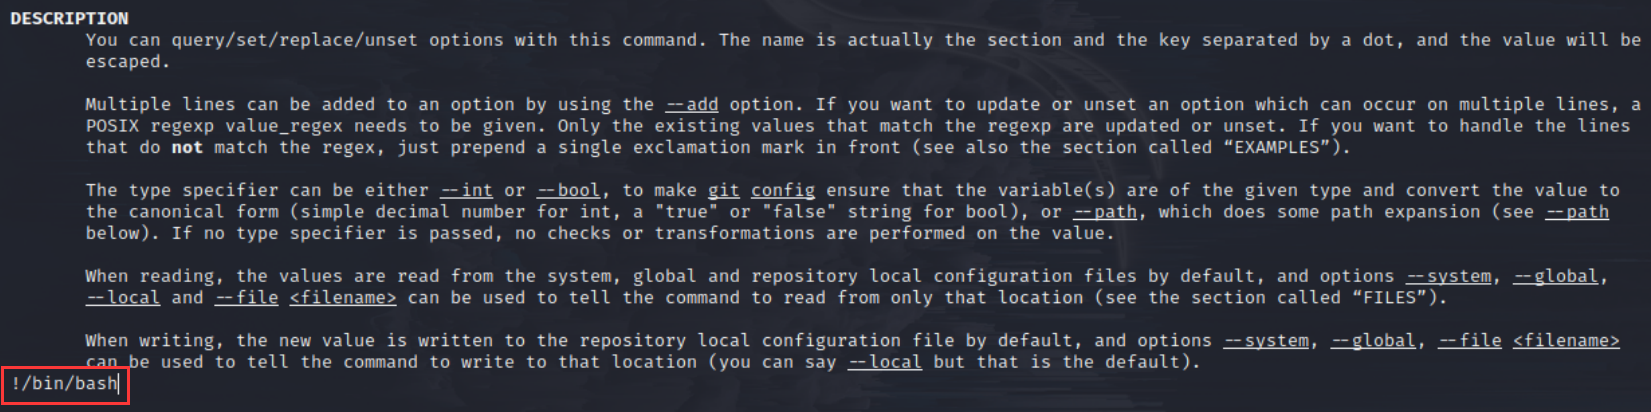 DESCRIPTION
You can query/set/replace/unset options with this command. The name is actually the section and the key separated by a dot, and the value will be
escaped.
Multiple lines can be added to an option by using the --add option. If you want to update or unset an option which can occur on multiple lines, a
POSIX regexp value_regex needs to be given. Only the existing values that match the regexp are updated or unset. If you want to handle the lines
that do not match the regex, just prepend a single exclamation mark in front (see also the section called “EXAMPLES”).
The type specifier can be either --int or --bool, to make git config ensure that the variable(s) are of the given type and convert the value to
the canonical form (simple decimal number for int, a "true" or "false" string for bool), or --path, which does some path expansion (see --path
below). If no type specifier is passed, no checks or transformations are performed on the value.
When reading, the values are read from the system, global and repository local configuration files by default, and options --system, --global,
--local and --file <filename> can be used to tell the command to read from only that location (see the section called “FILES”).
When writing, the new value is written to the repository local configuration file by default, and options --system, --global, --file <filename>
can be used to tell the command to write to that location (you can say --local but that is the default).
!/bin/bash